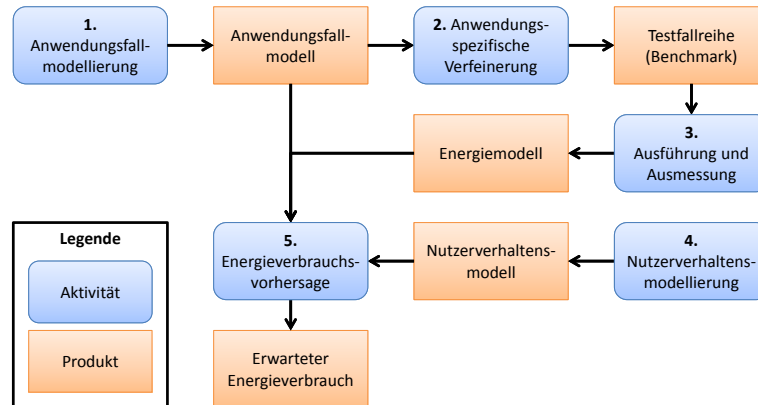 1.
Anwendungsfall-
modellierung
Anwendungsfall-
modell
2. Anwendungs-
spezifische
Verfeinerung
Testfallreihe
(Benchmark)
Energiemodell
3.
Ausführung und
Ausmessung
Legende
Aktivität
Produkt
5.
Energieverbrauchs-
vorhersage
Nutzerverhaltens-
modell
4.
Nutzerverhaltens-
modellierung
Erwarteter
Energieverbrauch